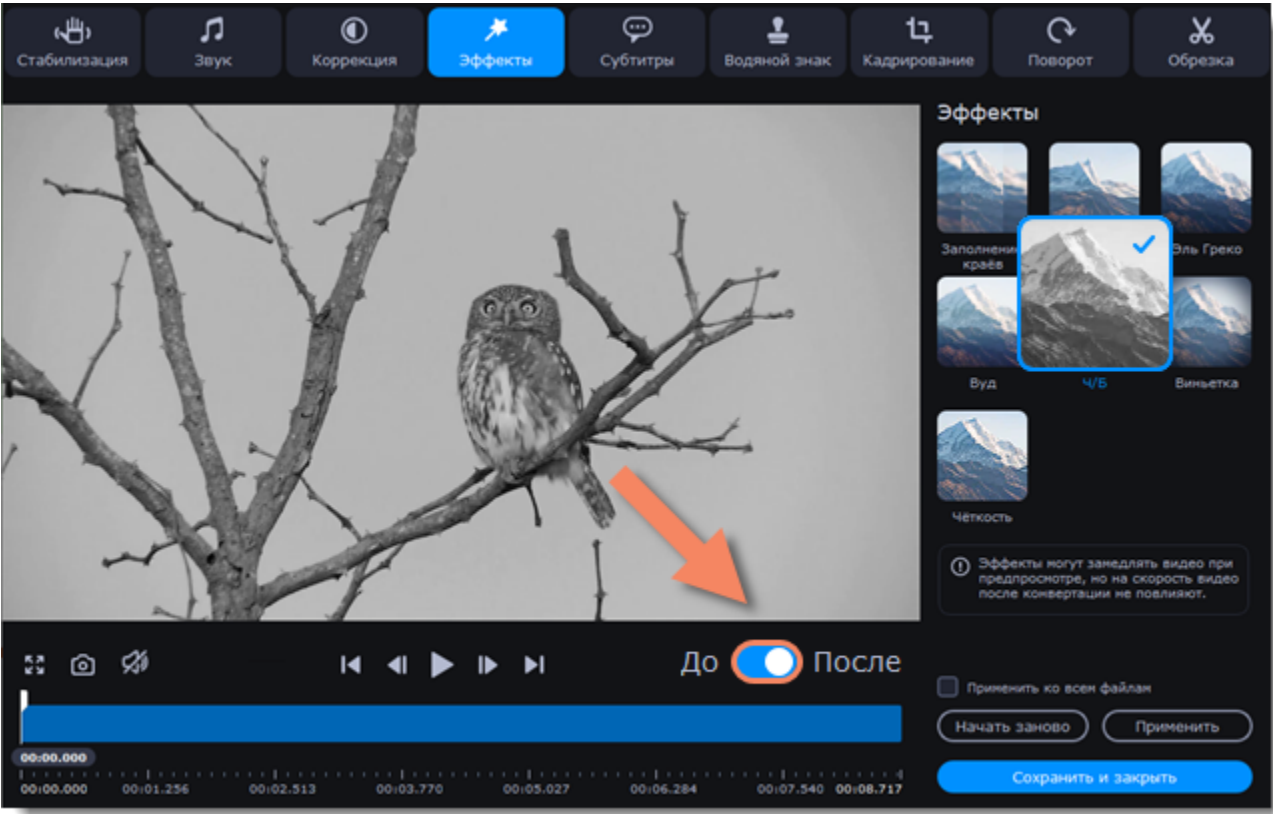 Стабилизация
Звук
Коррекция
Эффекты
Субтитры
Водяной знак
Кадрирование
Поворот
Обрезка
Эффекты
Заполнени
краёв
Эль Греко
Вуд
Ч/Б
Виньетка
Чёткость
Эффекты могут замедлять видео при
предпросмотре, но на скорость видео
после конвертации не повлияют.
До
После
Применить ко всем файлам
Начать заново
Применить
Сохранить и закрыть
00:00.000
00:00.000 00:01.256 00:02.513 00:03.770 00:05.027 00:06.284 00:07.540 00:08.717